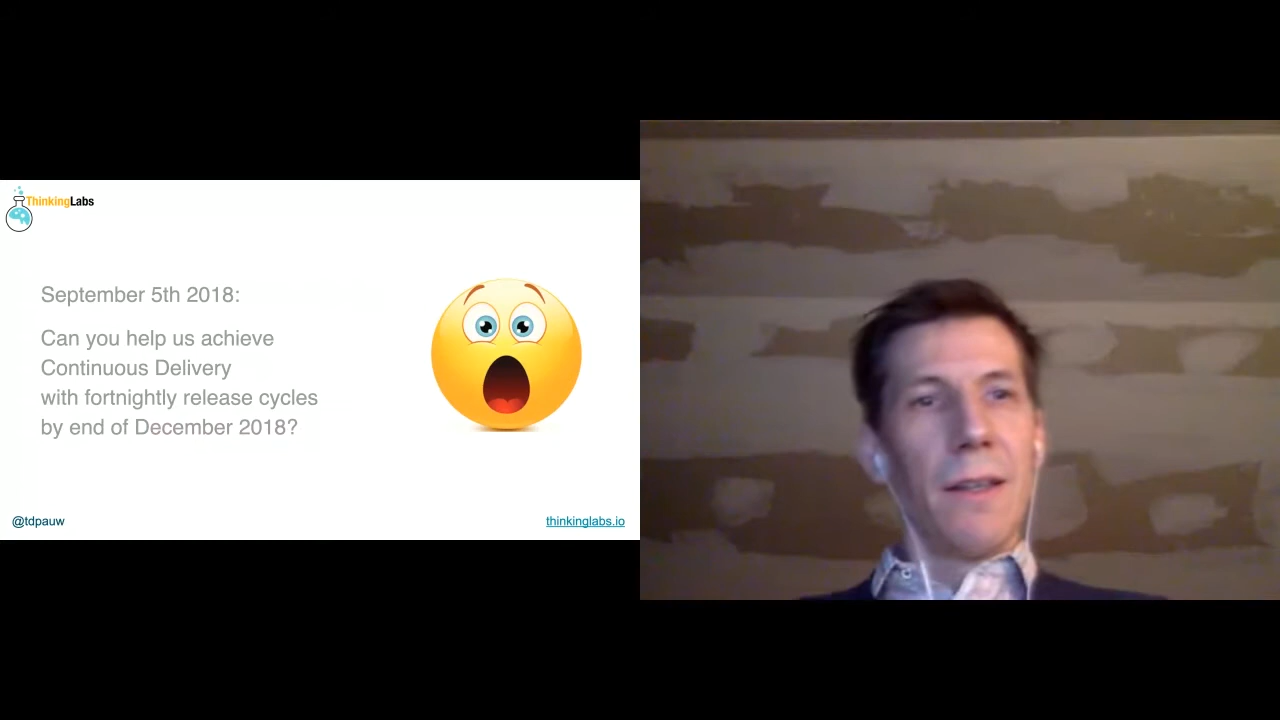 ThinkingLabs
September 5th 2018:
Can you help us achieve
Continuous Delivery
with fortnightly release cycles
by end of December 2018?
@tdpauw
thinkinglabs.io